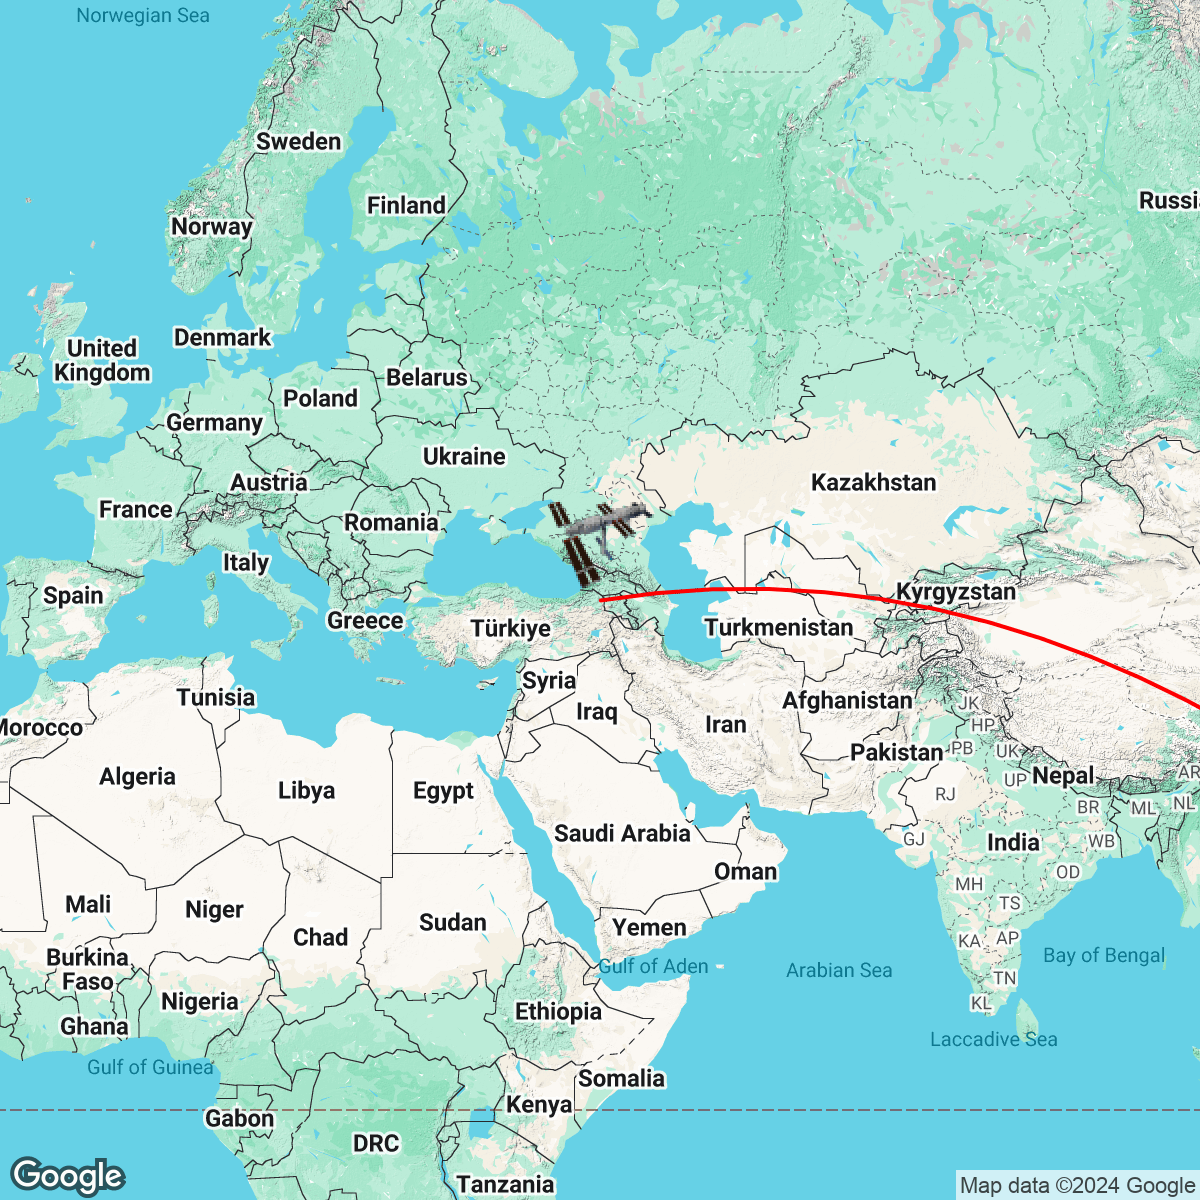 Norwegian Sea
Sweden
Finland
Norway
Russia
Denmark
United
Kingdom
Belarus
Poland
Germany
Ukraine
Austria
Kazakhstan
France
Romania
Italy
Kyrgyzstan
Spain
Greece
Türkiye
Turkmenistan
Syria
Tunisia
Afghanistan
JK
Iraq
Iran
HP
Morocco
PB
UK
Pakistan
Algeria
Libya
Egypt
UP
Nepal
AR
RJ
BR
ML
NL
Saudi Arabia
GJ
India
WB
Oman
OD
MH
Mali
Niger
TS
Sudan
Yemen
Chad
KA
AP
Burkina
Faso
Gulf of Aden
Arabian Sea
Bay of Bengal
TN
Nigeria
KL
Ethiopia
Ghana
Laccadive Sea
Gulf of Guinea
Somalia
Kenya
Gabon
DRC
Tanzania
Google
Map data ©2024 Google